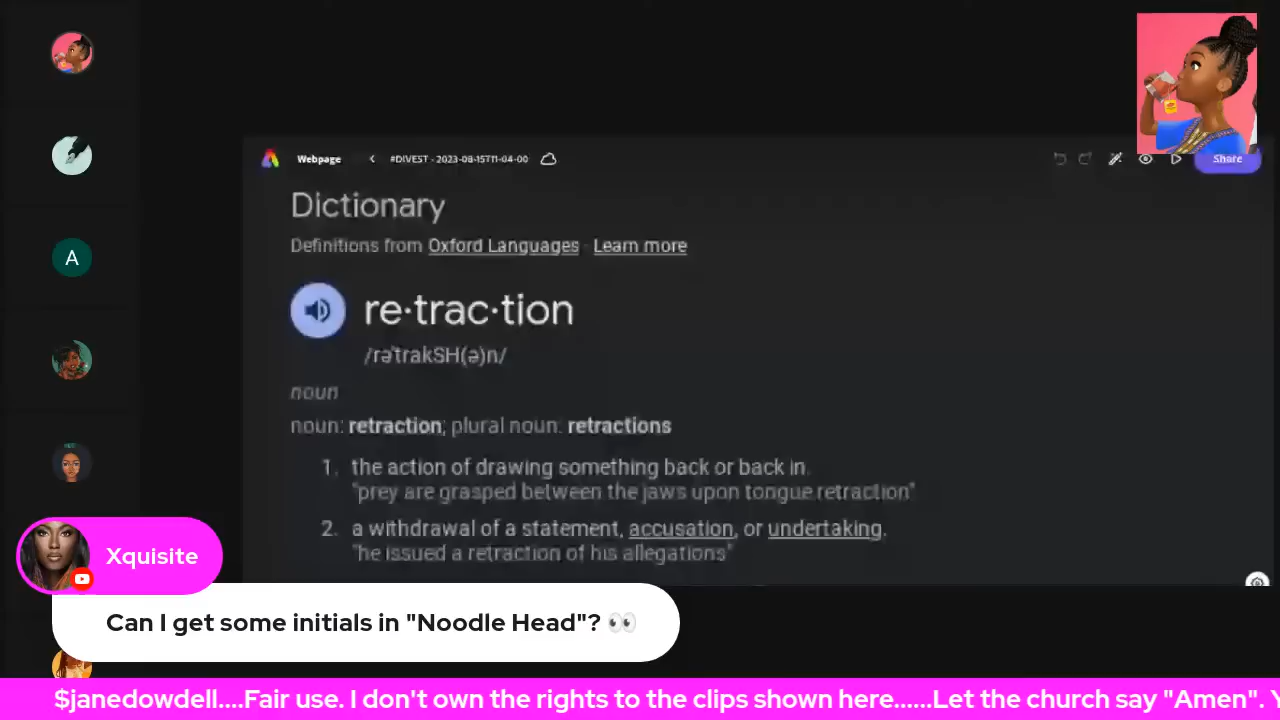 Webpage < #DIVEST - 2023-08-15T11-04-00
Share
Dictionary
Definitions from Oxford Languages · Learn more
A
re·trac·tion
/rəˈtrakSH(ə)n/
noun
noun: retraction; plural noun: retractions
1. the action of drawing something back or back in.
"prey are grasped between the jaws upon tongue retraction"
2. a withdrawal of a statement, accusation, or undertaking.
"he issued a retraction of his allegations"
Xquisite
Can I get some initials in "Noodle Head"? 👀
$janedowdell....Fair use. I don't own the rights to the clips shown here......Let the church say "Amen". Y